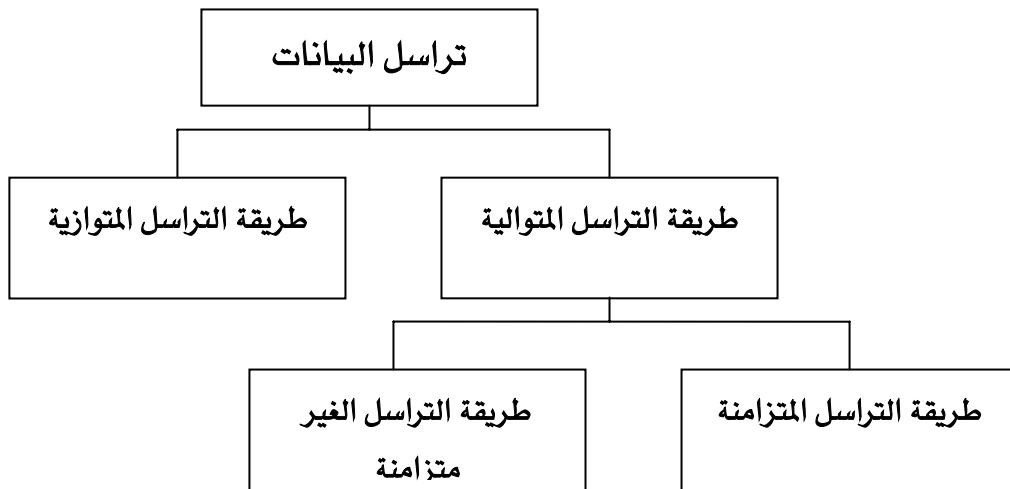 تراسل البيانات
طريقة التراسل المتوالية
طريقة التراسل المتوازية
طريقة التراسل المتزامنة
طريقة التراسل الغير
متزامنة